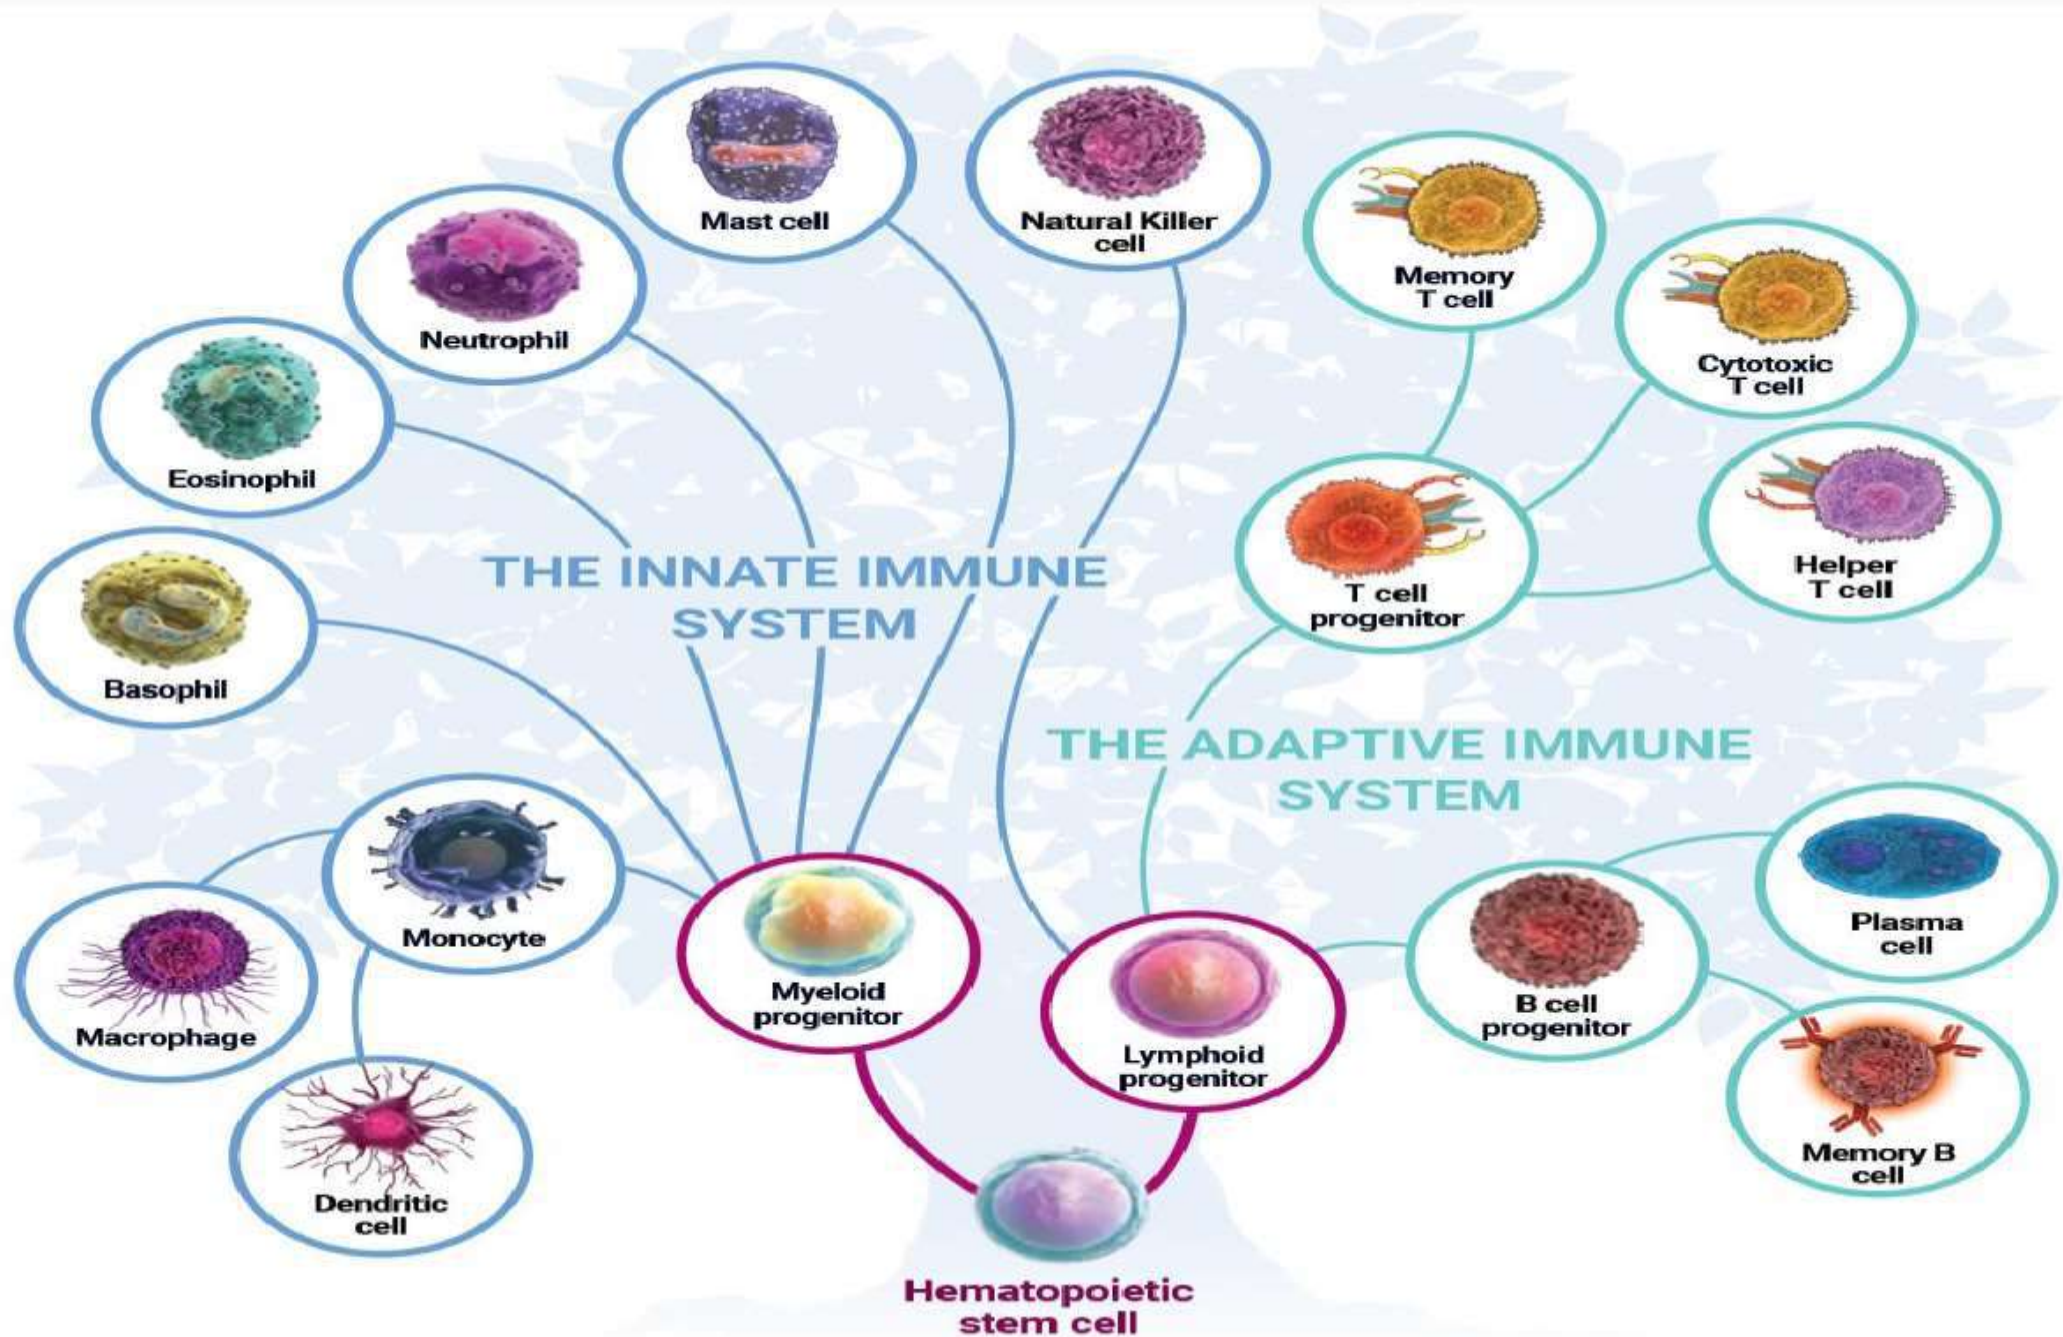 Mast cell
Natural Killer
cell
Memory
T cell
Neutrophil
Cytotoxic
T cell
Eosinophil
Helper
T cell
T cell
progenitor
THE INNATE IMMUNE
SYSTEM
Basophil
THE ADAPTIVE IMMUNE
SYSTEM
Monocyte
Plasma
cell
Macrophage
Myeloid
progenitor
B cell
progenitor
Lymphoid
progenitor
Memory B
cell
Dendritic
cell
Hematopoietic
stem cell